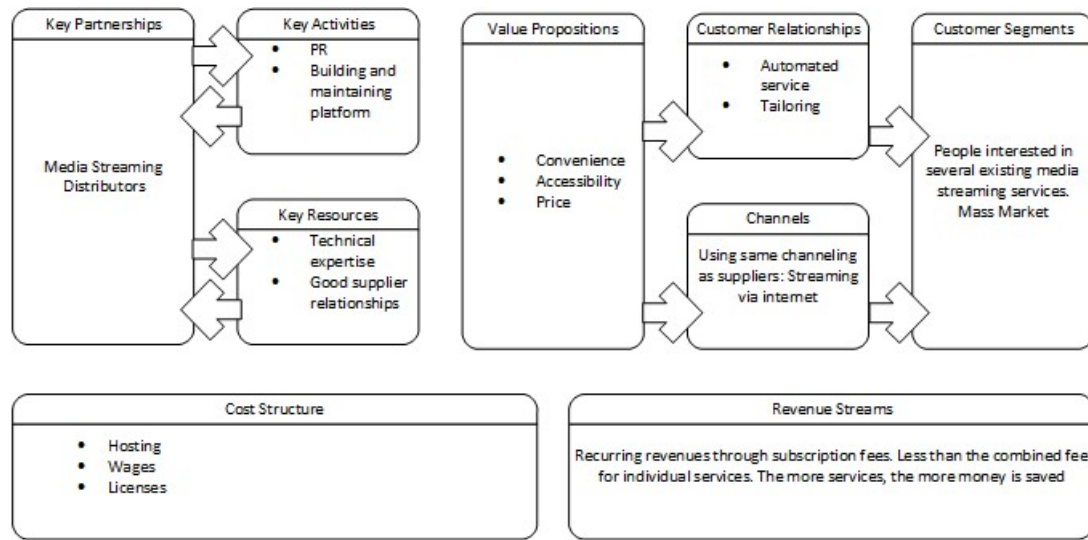 Key Partnerships
Media Streaming
Distributors
Key Activities
• PR
• Building and
maintaining
platform
Key Resources
• Technical
expertise
• Good supplier
relationships
Value Propositions
• Convenience
• Accessibility
• Price
Customer Relationships
• Automated
service
• Tailoring
Channels
Using same channeling
as suppliers: Streaming
via internet
Customer Segments
People interested in
several existing media
streaming services.
Mass Market
Cost Structure
• Hosting
• Wages
• Licenses
Revenue Streams
Recurring revenues through subscription fees. Less than the combined fee
for individual services. The more services, the more money is saved